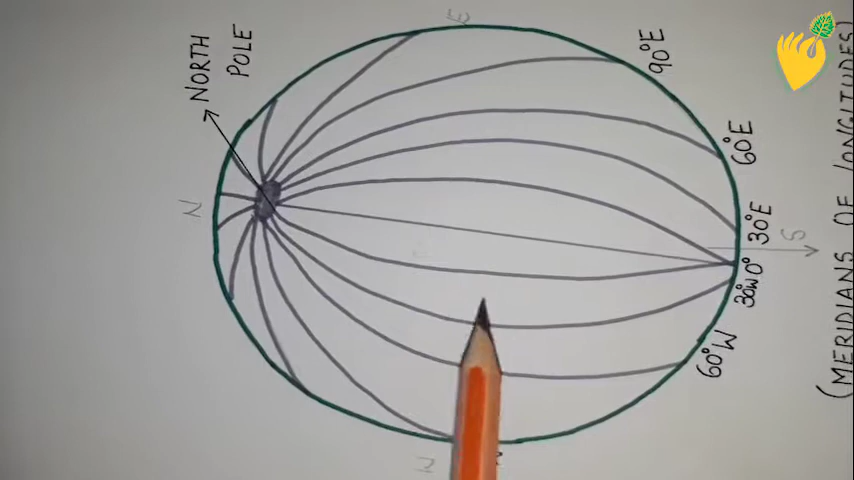 NORTH
POLE
E
90°E
60°E
30°E
0°
30°W
60°W
N
S
W
(MERIDIANS OF LONGITUDES)